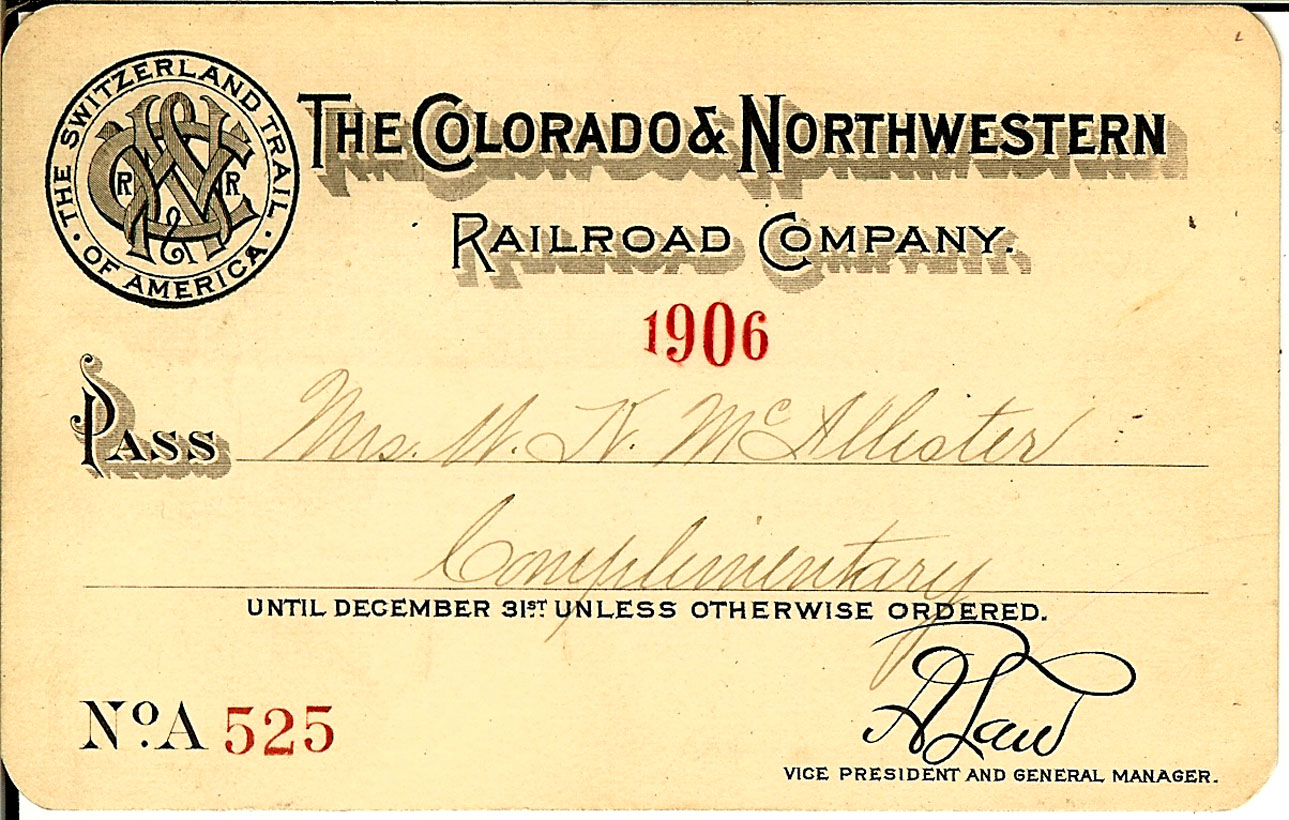 THE SWITZERLAND TRAIL
· OF AMERICA ·
R R
THE COLORADO & NORTHWESTERN
RAILROAD COMPANY.
1906
PASS Mrs. W. K. McAllister
Complimentary
UNTIL DECEMBER 31ST UNLESS OTHERWISE ORDERED.
No. A 525
VICE PRESIDENT AND GENERAL MANAGER.